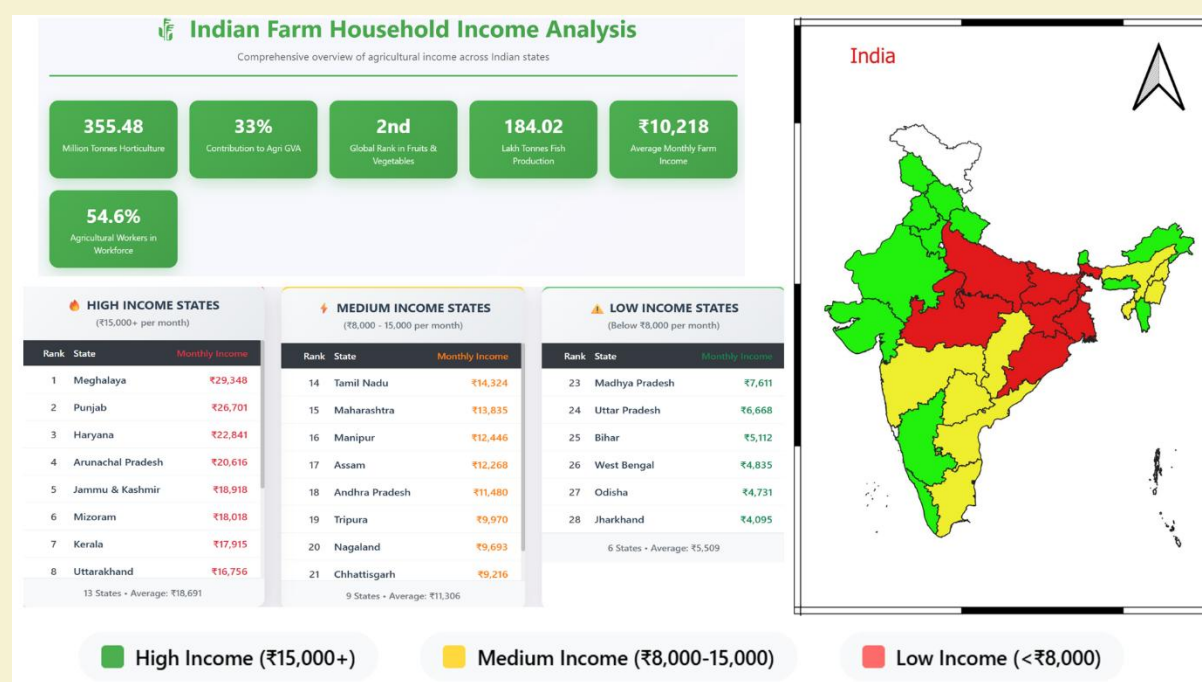 Indian Farm Household Income Analysis
Comprehensive overview of agricultural income across Indian states
355.48
Million Tonnes Horticulture
33%
Contribution to Agri GVA
2nd
Global Rank in Fruits &
Vegetables
184.02
Lakh Tonnes Fish
Production
₹10,218
Average Monthly Farm
Income
54.6%
Agricultural Workers in
Workforce
HIGH INCOME STATES
(₹15,000+ per month)
Rank State Monthly Income
1 Meghalaya ₹29,348
2 Punjab ₹26,701
3 Haryana ₹22,841
4 Arunachal Pradesh ₹20,616
5 Jammu & Kashmir ₹18,918
6 Mizoram ₹18,018
7 Kerala ₹17,915
8 Uttarakhand ₹16,756
13 States • Average: ₹18,691
MEDIUM INCOME STATES
(₹8,000 - 15,000 per month)
Rank State Monthly Income
14 Tamil Nadu ₹14,324
15 Maharashtra ₹13,835
16 Manipur ₹12,446
17 Assam ₹12,268
18 Andhra Pradesh ₹11,480
19 Tripura ₹9,970
20 Nagaland ₹9,693
21 Chhattisgarh ₹9,216
9 States • Average: ₹11,306
LOW INCOME STATES
(Below ₹8,000 per month)
Rank State Monthly Income
23 Madhya Pradesh ₹7,611
24 Uttar Pradesh ₹6,668
25 Bihar ₹5,112
26 West Bengal ₹4,835
27 Odisha ₹4,731
28 Jharkhand ₹4,095
6 States • Average: ₹5,509
India
High Income (₹15,000+)
Medium Income (₹8,000-15,000)
Low Income (<₹8,000)